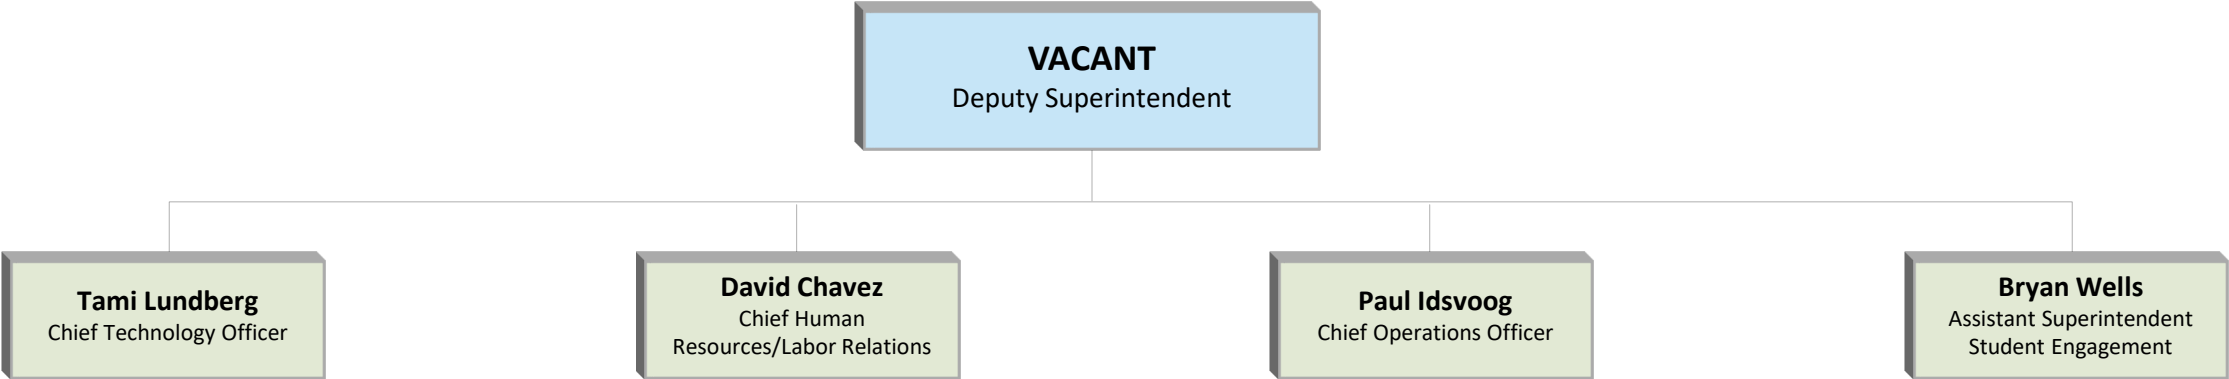 VACANT
Deputy Superintendent
Tami Lundberg
Chief Technology Officer
David Chavez
Chief Human
Resources/Labor Relations
Paul Idsvoog
Chief Operations Officer
Bryan Wells
Assistant Superintendent
Student Engagement